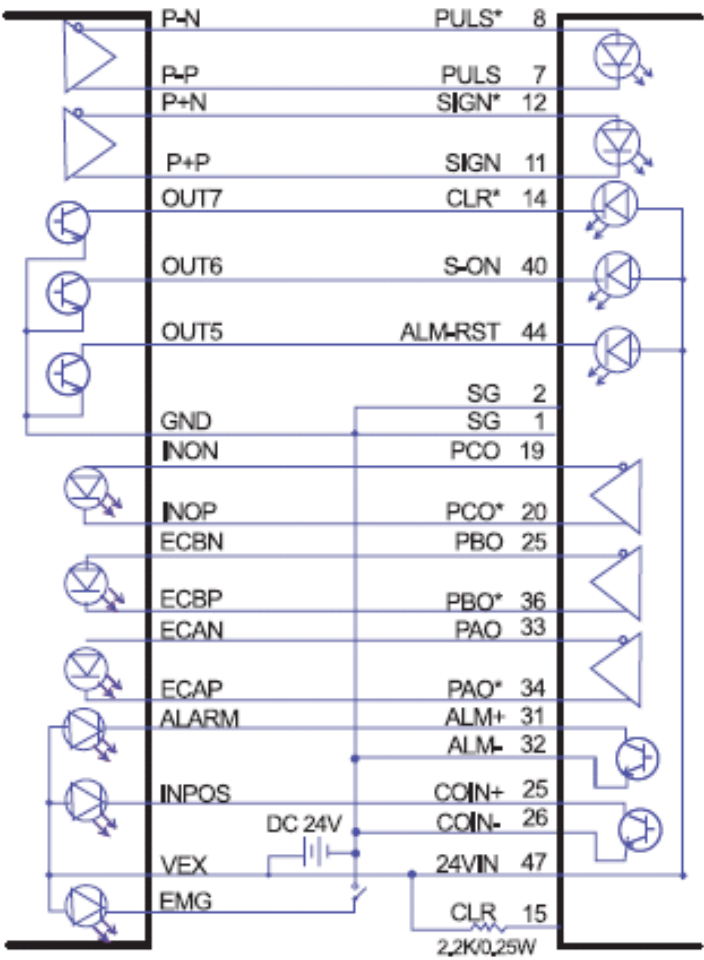 P-N PULS* 8
P-P PULS 7
P+N SIGN* 12
P+P SIGN 11
OUT7 CLR* 14
OUT6 S-ON 40
OUT5 ALM-RST 44
SG 2
GND SG 1
INON PCO 19
INOP PCO* 20
ECBN PBO 25
ECBP PBO* 36
ECAN PAO 33
ECAP PAO* 34
ALARM ALM+ 31
ALM- 32
INPOS COIN+ 25
DC 24V COIN- 26
VEX 24VIN 47
EMG CLR 15
2.2K/0.25W